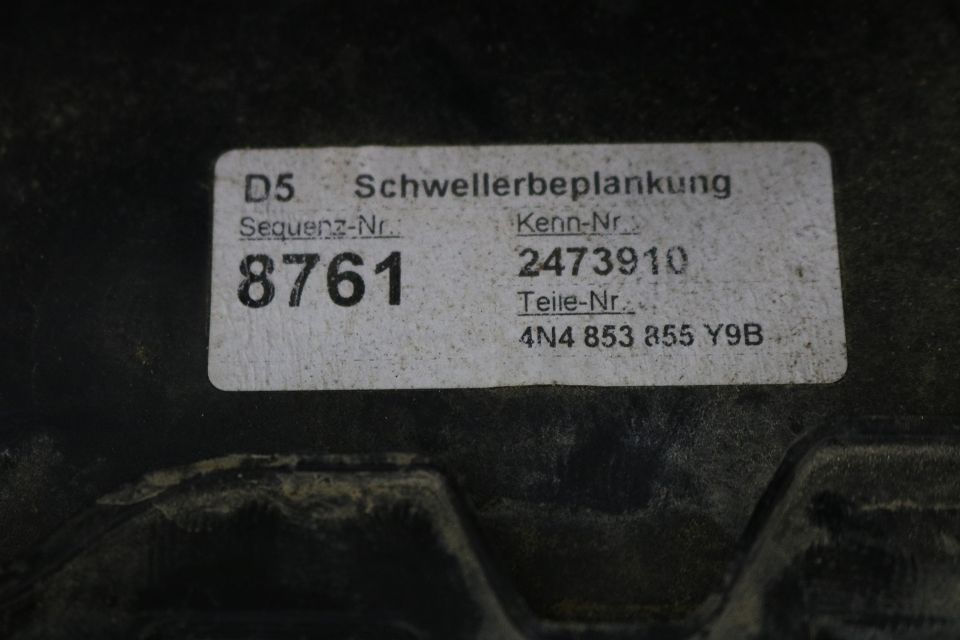 D5 Schwellerbeplankung
Sequenz-Nr.: Kenn-Nr.:
8761 2473910
Teile-Nr.:
4N4 853 855 Y9B